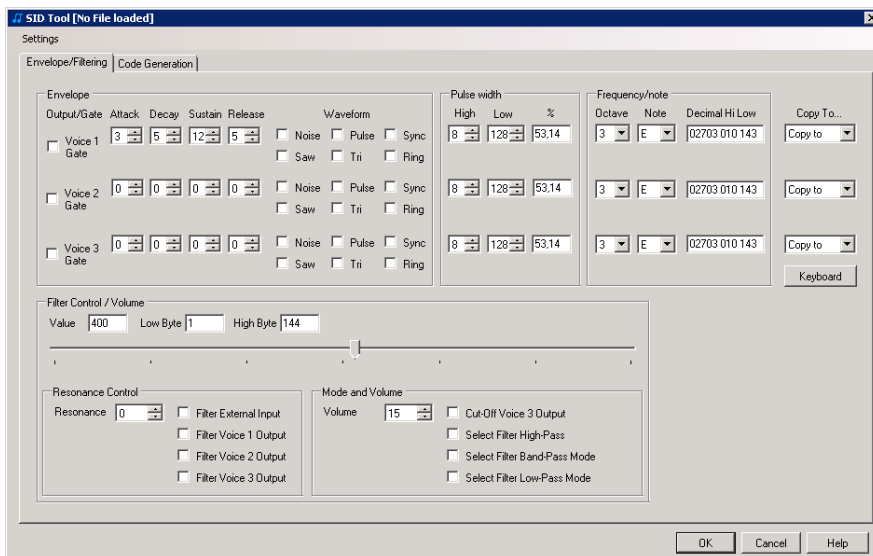 SID Tool [No File loaded]
Settings
Envelope/Filtering Code Generation
Envelope Pulse width Frequency/note
Output/Gate Attack Decay Sustain Release Waveform High Low % Octave Note Decimal Hi Low Copy To...
Voice 1 Gate 3 5 12 5 Noise Pulse Sync 8 128 53,14 3 E 02703 010 143 Copy to
Saw Tri Ring
Voice 2 Gate 0 0 0 0 Noise Pulse Sync 8 128 53,14 3 E 02703 010 143 Copy to
Saw Tri Ring
Voice 3 Gate 0 0 0 0 Noise Pulse Sync 8 128 53,14 3 E 02703 010 143 Copy to
Saw Tri Ring
Keyboard
Filter Control / Volume
Value 400 Low Byte 1 High Byte 144
Resonance Control
Resonance 0 Filter External Input
Filter Voice 1 Output
Filter Voice 2 Output
Filter Voice 3 Output
Mode and Volume
Volume 15 Cut-Off Voice 3 Output
Select Filter High-Pass
Select Filter Band-Pass Mode
Select Filter Low-Pass Mode
OK Cancel Help